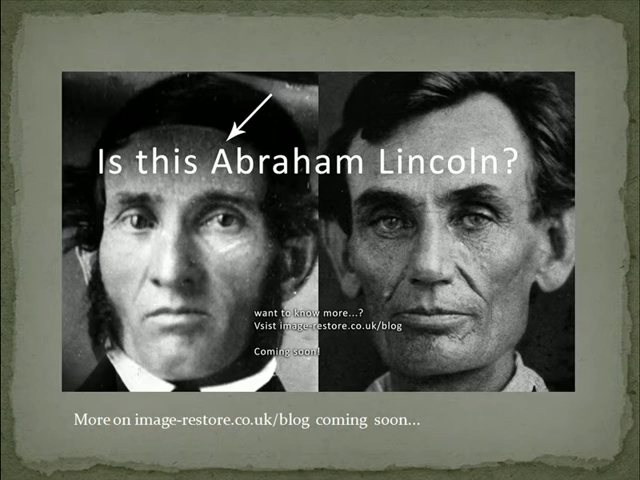 Is this Abraham Lincoln?
want to know more...?
Vsist image-restore.co.uk/blog
Coming soon!
More on image-restore.co.uk/blog coming soon...